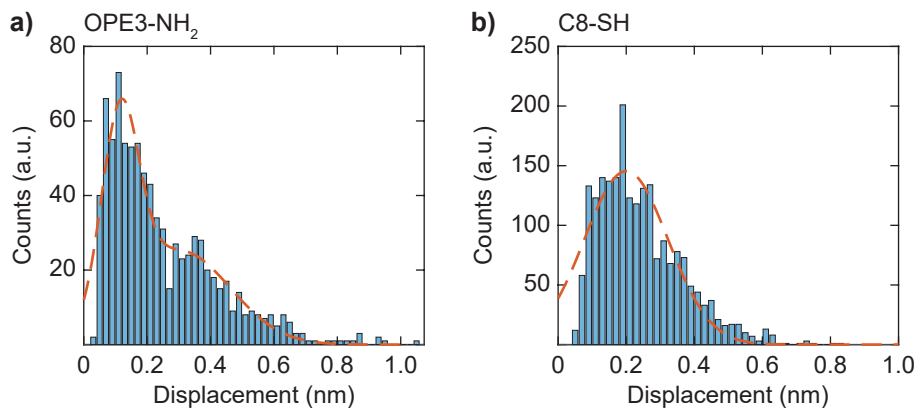 a) OPE3-NH₂
80
60
40
20
Counts (a.u.)
0 0.2 0.4 0.6 0.8 1.0
Displacement (nm)
b) C8-SH
250
200
150
100
50
Counts (a.u.)
0 0.2 0.4 0.6 0.8 1.0
Displacement (nm)